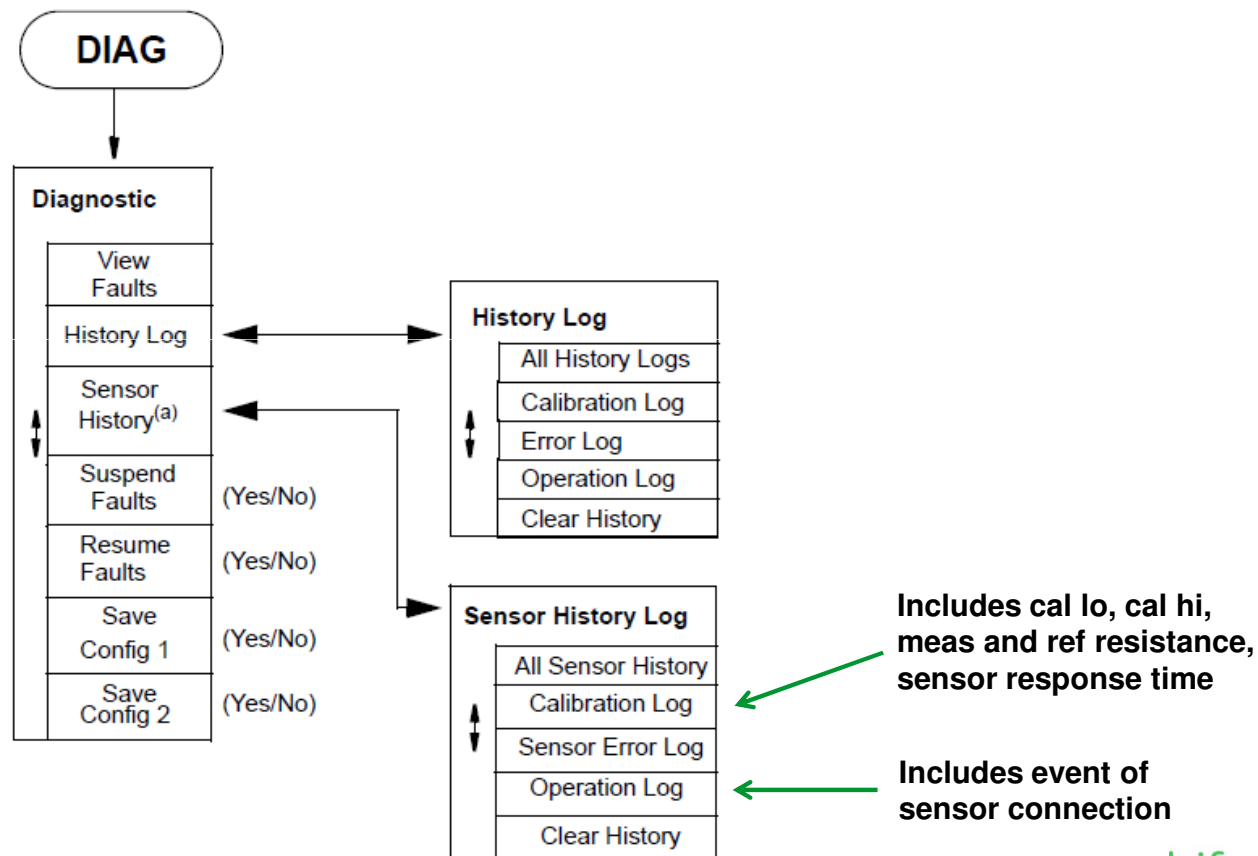 DIAG
Diagnostic
View
Faults
History Log
Sensor
History(a)
Suspend
Faults
(Yes/No)
Resume
Faults
(Yes/No)
Save
Config 1
(Yes/No)
Save
Config 2
(Yes/No)
History Log
All History Logs
Calibration Log
Error Log
Operation Log
Clear History
Sensor History Log
All Sensor History
Calibration Log
Sensor Error Log
Operation Log
Clear History
Includes cal lo, cal hi,
meas and ref resistance,
sensor response time
Includes event of
sensor connection